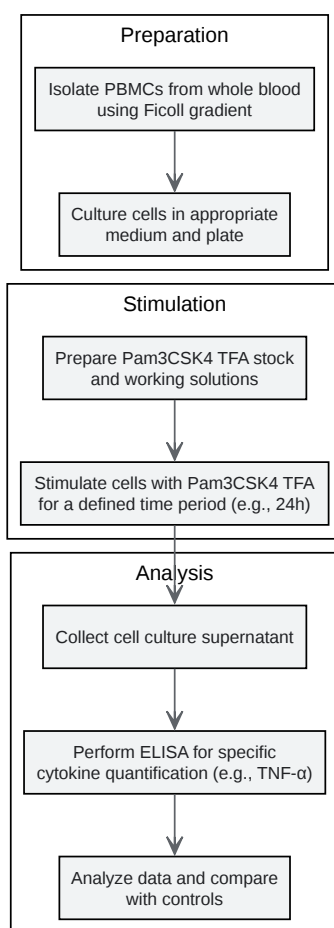 Preparation
Isolate PBMCs from whole blood
using Ficoll gradient
Culture cells in appropriate
medium and plate
Stimulation
Prepare Pam3CSK4 TFA stock
and working solutions
Stimulate cells with Pam3CSK4 TFA
for a defined time period (e.g., 24h)
Analysis
Collect cell culture supernatant
Perform ELISA for specific
cytokine quantification (e.g., TNF-α)
Analyze data and compare
with controls